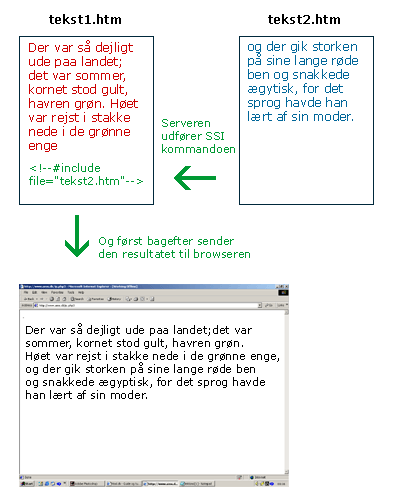 tekst1.htm
tekst2.htm
Der var så dejligt
ude paa landet;
det var sommer,
kornet stod gult,
havren grøn. Høet
var rejst i stakke
nede i de grønne
enge
<!--#include
file="tekst2.htm"-->
og der gik storken
på sine lange røde
ben og snakkede
ægytisk, for det
sprog havde han
lært af sin moder.
Serveren
udfører SSI
kommandoen
Og først bagefter sender
den resultatet til browseren
Der var så dejligt ude paa landet;det var
sommer, kornet stod gult, havren grøn.
Høet var rejst i stakke nede i de grønne enge,
og der gik storken på sine lange røde ben
og snakkede ægyptisk, for det sprog havde
han lært af sin moder.